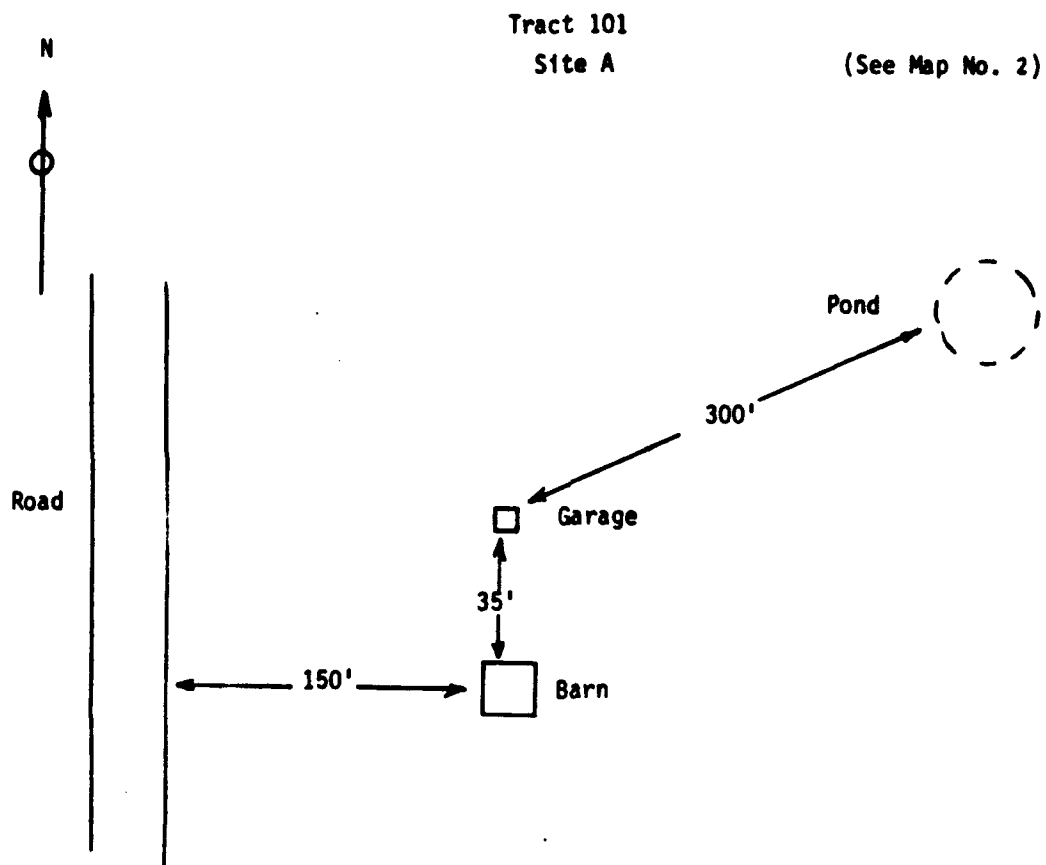 Tract 101
N
Site A
(See Map No. 2)
Pond
300'
Road
Garage
35'
150'
Barn